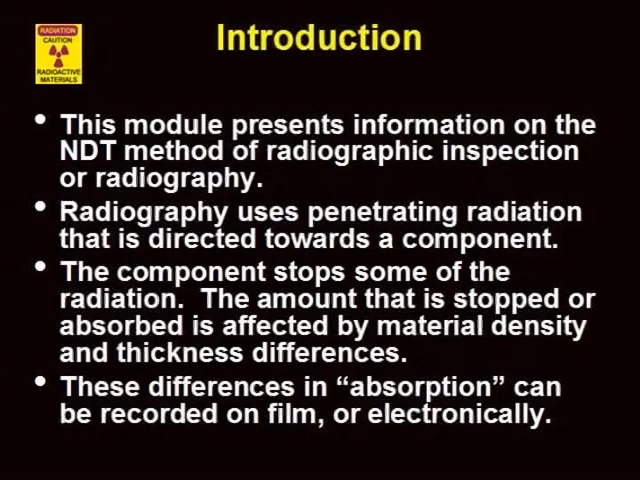 RADIATION
CAUTION
RADIOACTIVE
MATERIALS
Introduction
• This module presents information on the
NDT method of radiographic inspection
or radiography.
• Radiography uses penetrating radiation
that is directed towards a component.
• The component stops some of the
radiation.  The amount that is stopped or
absorbed is affected by material density
and thickness differences.
• These differences in “absorption” can
be recorded on film, or electronically.